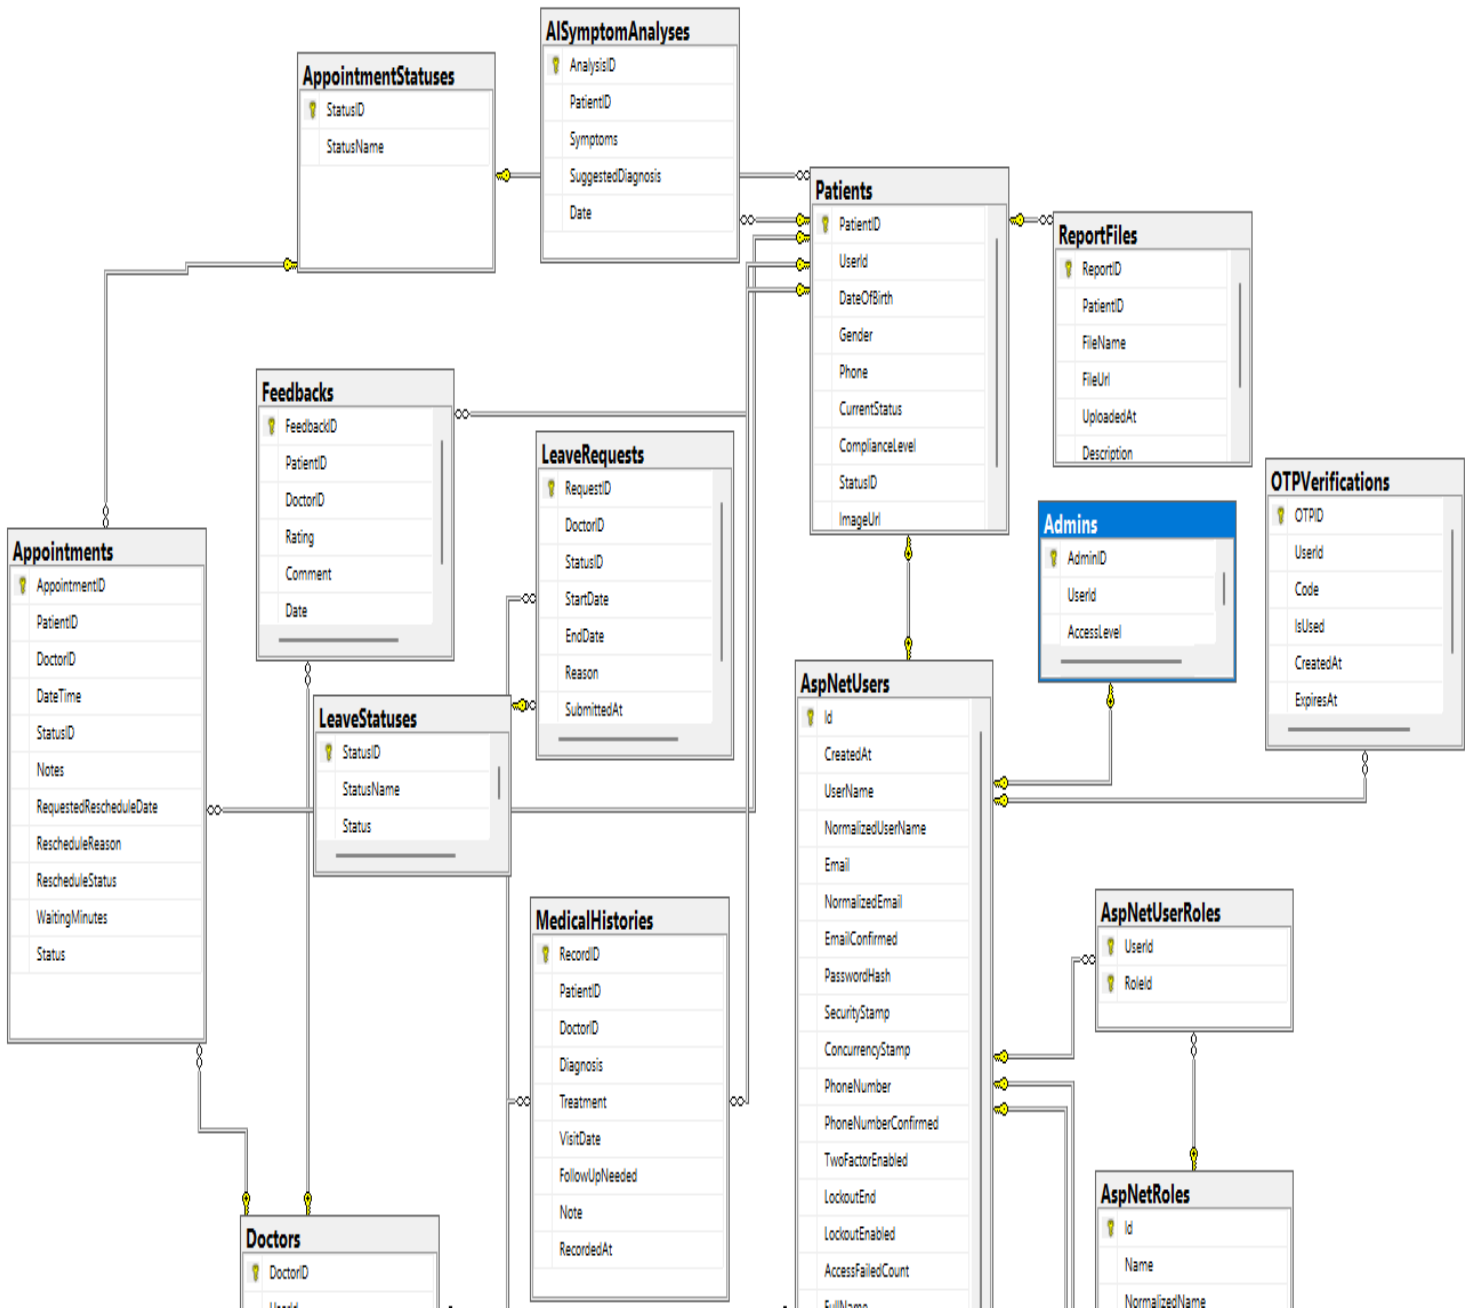 AISymptomAnalyses
AnalysisID
PatientID
Symptoms
SuggestedDiagnosis
Date
AppointmentStatuses
StatusID
StatusName
Patients
PatientID
UserId
DateOfBirth
Gender
Phone
CurrentStatus
ComplianceLevel
StatusID
ImageUrl
ReportFiles
ReportID
PatientID
FileName
FileUrl
UploadedAt
Description
Feedbacks
FeedbackID
PatientID
DoctorID
Rating
Comment
Date
LeaveRequests
RequestID
DoctorID
StatusID
StartDate
EndDate
Reason
SubmittedAt
OTPVerifications
OTPID
UserId
Code
IsUsed
CreatedAt
ExpiresAt
Admins
AdminID
UserId
AccessLevel
Appointments
AppointmentID
PatientID
DoctorID
DateTime
StatusID
Notes
RequestedRescheduleDate
RescheduleReason
RescheduleStatus
WaitingMinutes
Status
LeaveStatuses
StatusID
StatusName
Status
AspNetUsers
Id
CreatedAt
UserName
NormalizedUserName
Email
NormalizedEmail
EmailConfirmed
PasswordHash
SecurityStamp
ConcurrencyStamp
PhoneNumber
PhoneNumberConfirmed
TwoFactorEnabled
LockoutEnd
LockoutEnabled
AccessFailedCount
FullName
MedicalHistories
RecordID
PatientID
DoctorID
Diagnosis
Treatment
VisitDate
FollowUpNeeded
Note
RecordedAt
AspNetUserRoles
UserId
RoleId
AspNetRoles
Id
Name
NormalizedName
Doctors
DoctorID
UserId